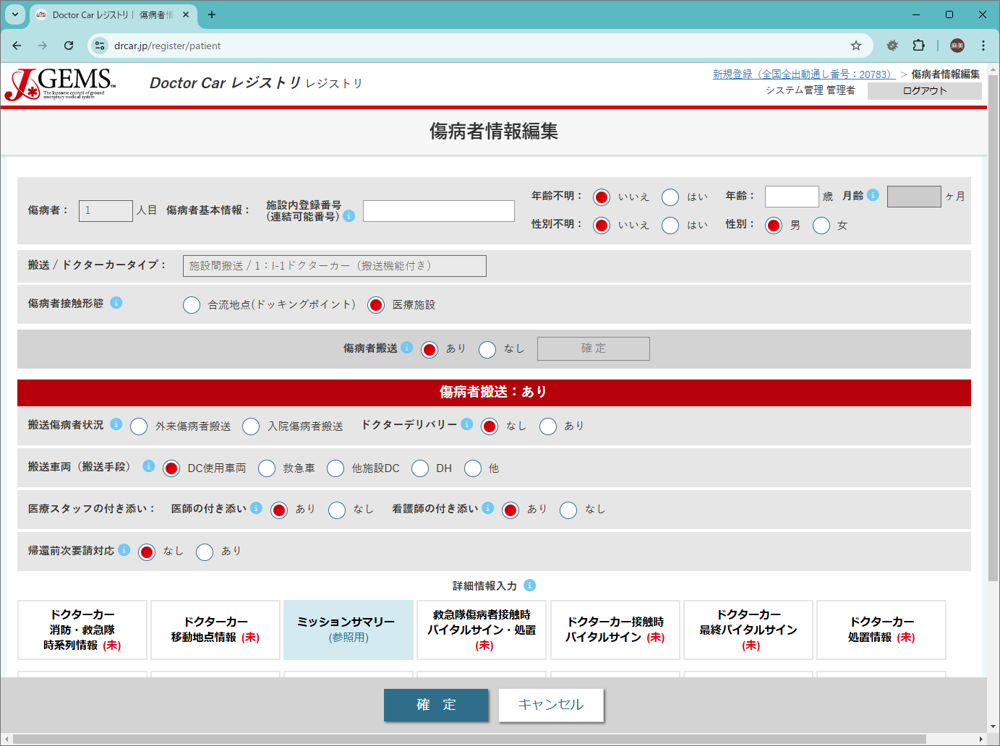 Doctor Car レジストリ | 傷病者情
drcar.jp/register/patient
麻美
JGEMS™
The Japanese council of ground
emergency medical system
Doctor Car レジストリ レジストリ
新規登録（全国全出動通し番号：20783） > 傷病者情報編集
システム管理 管理者 ログアウト
傷病者情報編集
傷病者： 1 人目 傷病者基本情報： 施設内登録番号
(連結可能番号)
年齢不明： いいえ はい 年齢： 歳 月齢 ヶ月
性別不明： いいえ はい 性別： 男 女
搬送 / ドクターカータイプ： 施設間搬送 / 1：I-1ドクターカー（搬送機能付き）
傷病者接触形態 合流地点(ドッキングポイント) 医療施設
傷病者搬送 あり なし 確 定
傷病者搬送：あり
搬送傷病者状況 外来傷病者搬送 入院傷病者搬送 ドクターデリバリー なし あり
搬送車両（搬送手段） DC使用車両 救急車 他施設DC DH 他
医療スタッフの付き添い： 医師の付き添い あり なし 看護師の付き添い あり なし
帰還前次要請対応 なし あり
詳細情報入力
ドクターカー
消防・救急隊
時系列情報 (未)
ドクターカー
移動地点情報 (未)
ミッションサマリー
(参照用)
救急隊傷病者接触時
バイタルサイン・処置
(未)
ドクターカー接触時
バイタルサイン (未)
ドクターカー
最終バイタルサイン
(未)
ドクターカー
処置情報 (未)
確 定 キャンセル